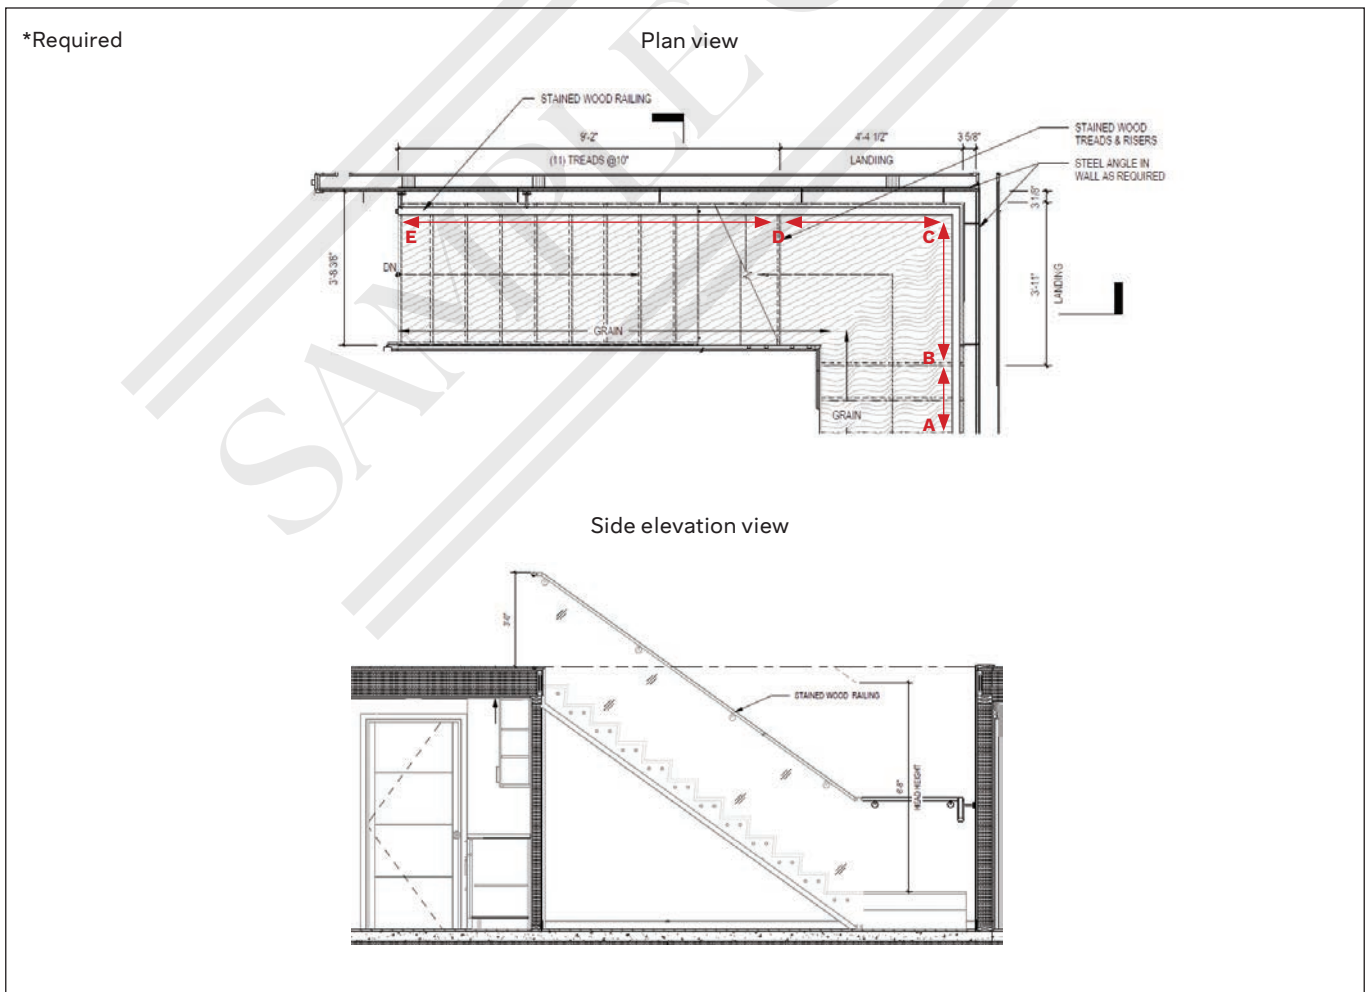 *Required
Plan view
STAINED WOOD RAILING
9'-2"
4'-4 1/2"
3 5/8"
(11) TREADS @10"
LANDIING
STAINED WOOD
TREADS & RISERS
STEEL ANGLE IN
WALL AS REQUIRED
3 1/8"
E
D
C
DN
3'-8 3/8"
3'-11"
LANDING
GRAIN
B
GRAIN
A
SAMPLE
Side elevation view
3'-6"
STAINED WOOD RAILING
6'-8"
HEAD HEIGHT